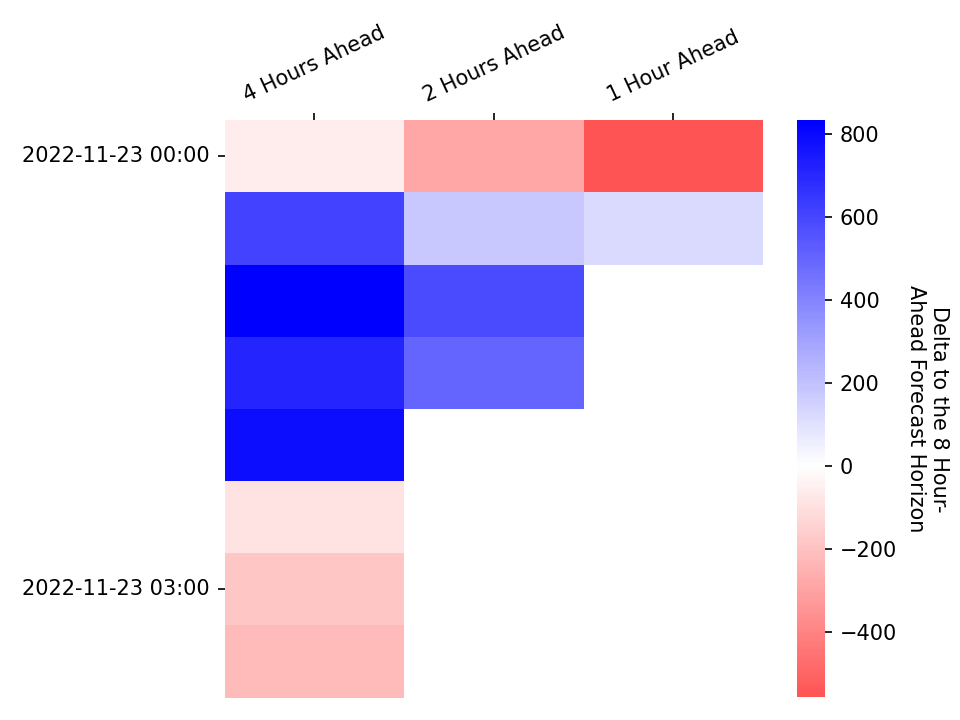 4 Hours Ahead
2 Hours Ahead
1 Hour Ahead
2022-11-23 00:00
2022-11-23 03:00
800
600
400
200
0
−200
−400
Delta to the 8 Hour-
Ahead Forecast Horizon